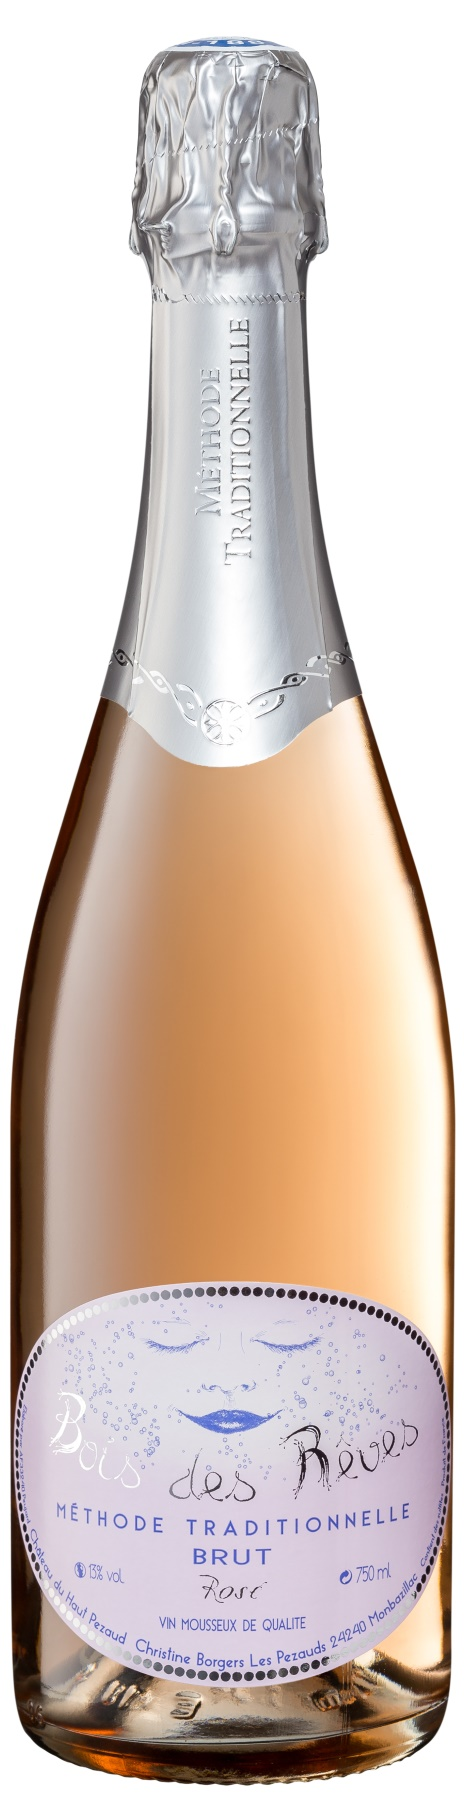 MÉTHODE
TRADITIONNELLE
Bois des Rêves
MÉTHODE TRADITIONNELLE
BRUT
13% vol.
Rosé
750 ml
VIN MOUSSEUX DE QUALITE
Château du Haut Pezaud Christine Borgers Les Pezauds 24240 Monbazillac